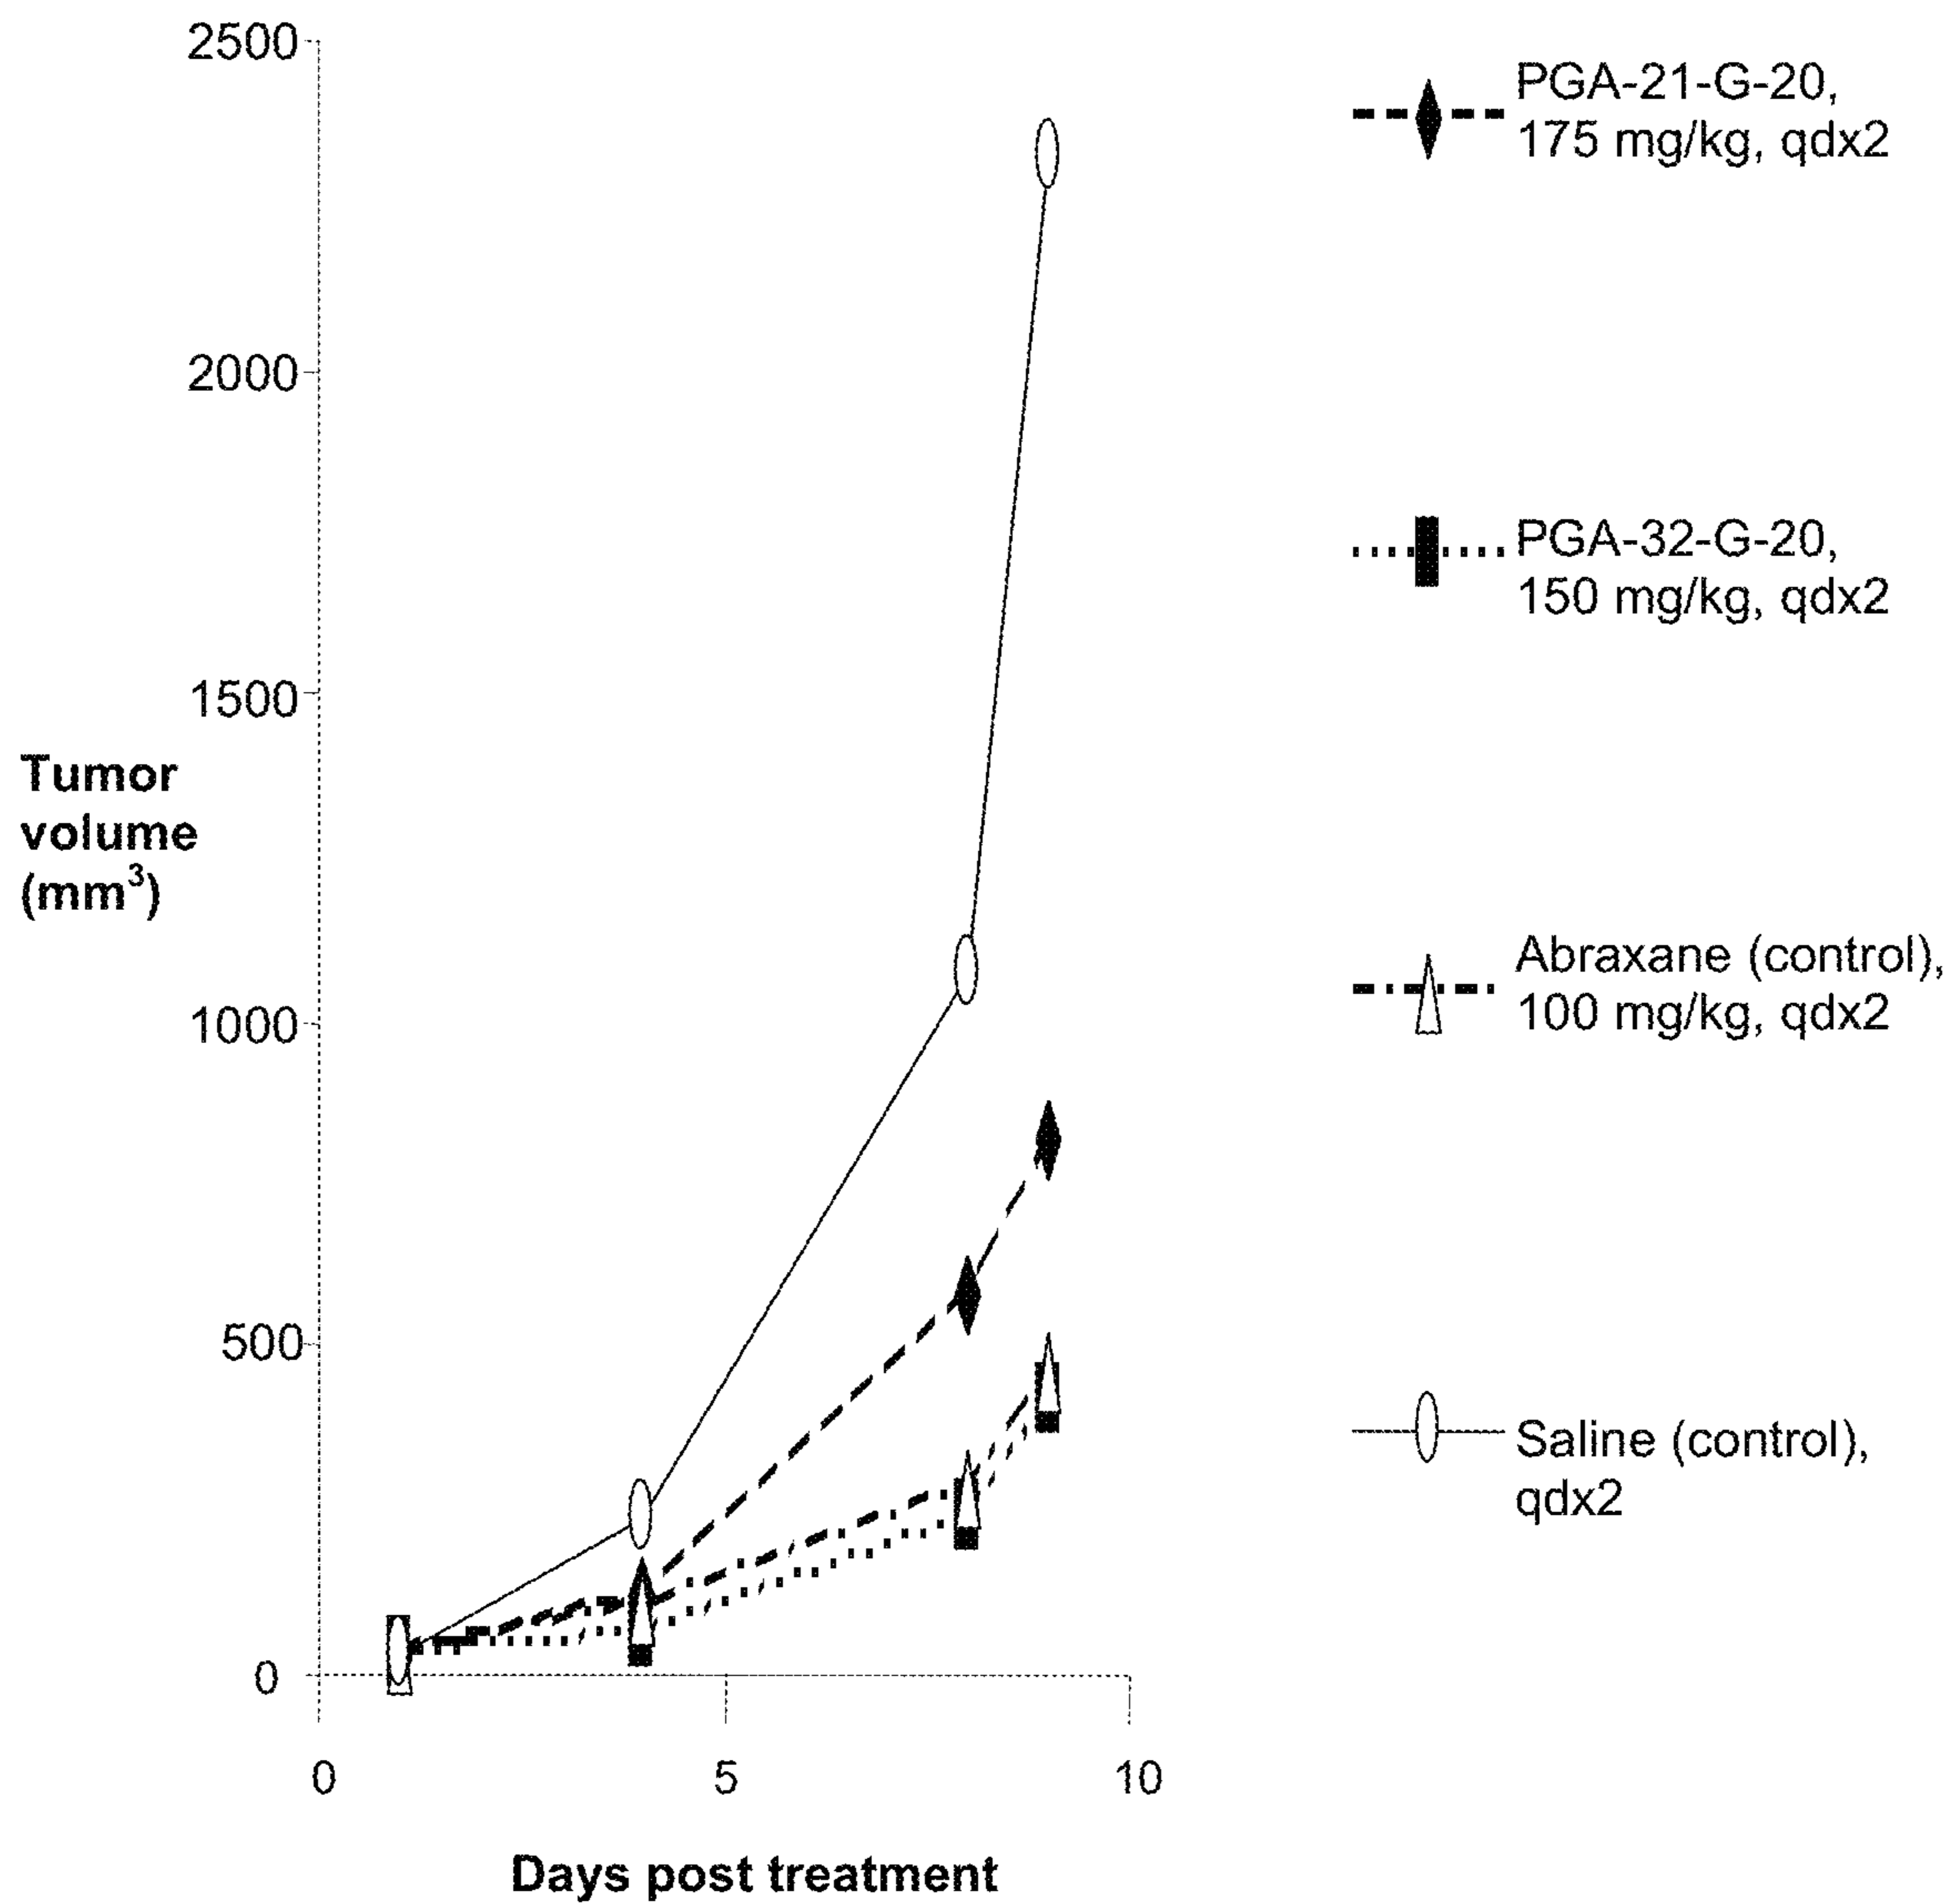 2500
2000
1500
1000
500
0
Tumor
volume
(mm³)
0
5
10
Days post treatment
PGA-21-G-20,
175 mg/kg, qdx2
PGA-32-G-20,
150 mg/kg, qdx2
Abraxane (control),
100 mg/kg, qdx2
Saline (control),
qdx2